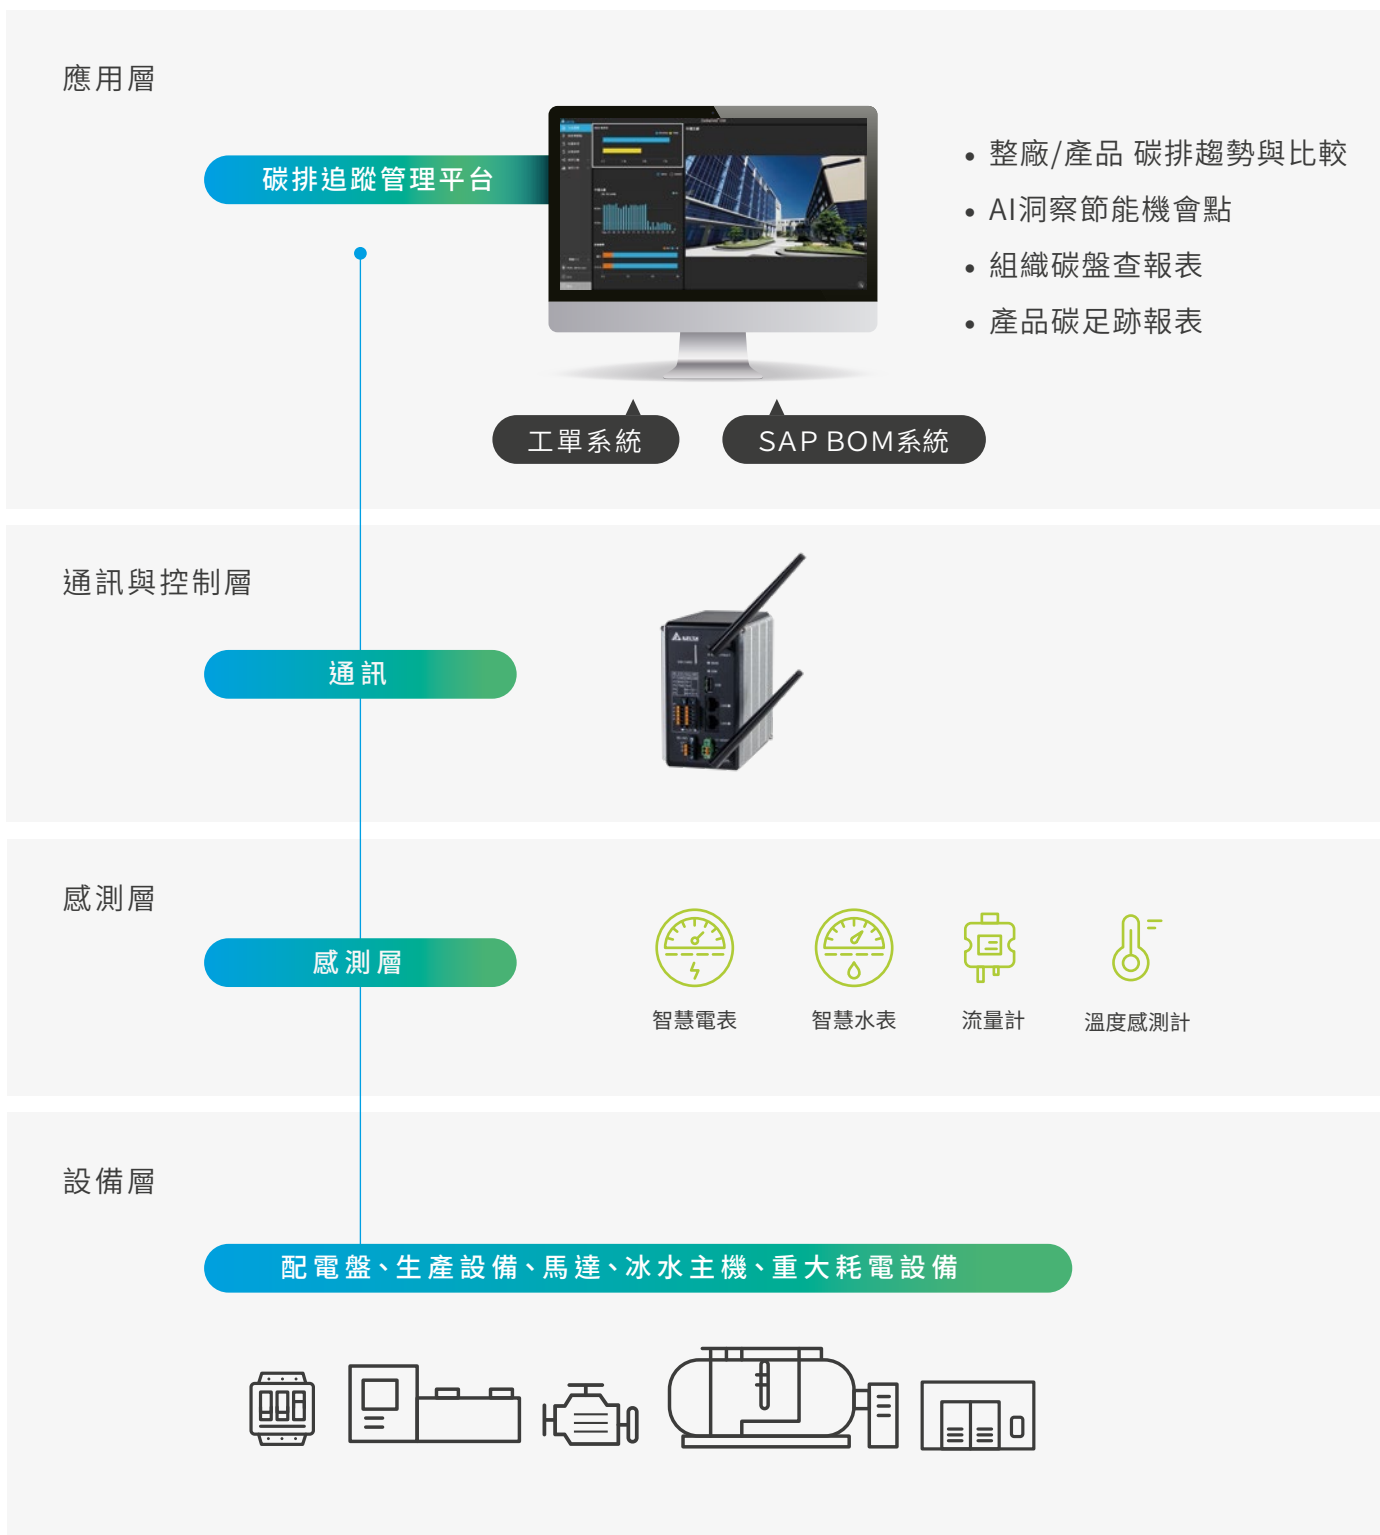 應用層
碳排追蹤管理平台
• 整廠/產品 碳排趨勢與比較
• AI洞察節能機會點
• 組織碳盤查報表
• 產品碳足跡報表
工單系統
SAP BOM系統
通訊與控制層
通訊
感測層
感測層
智慧電表
智慧水表
流量計
溫度感測計
設備層
配電盤、生產設備、馬達、冰水主機、重大耗電設備